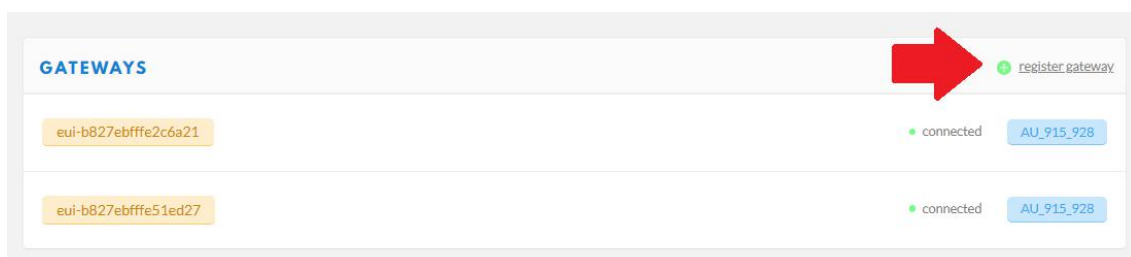 GATEWAYS register gateway
eui-b827ebfffe2c6a21 connected AU_915_928
eui-b827ebfffe51ed27 connected AU_915_928